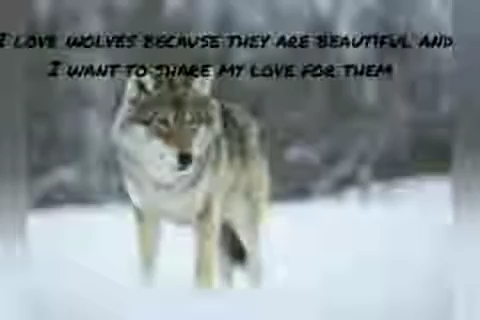 I LOVE WOLVES BECAUSE THEY ARE BEAUTIFUL AND
I WANT TO SHARE MY LOVE FOR THEM